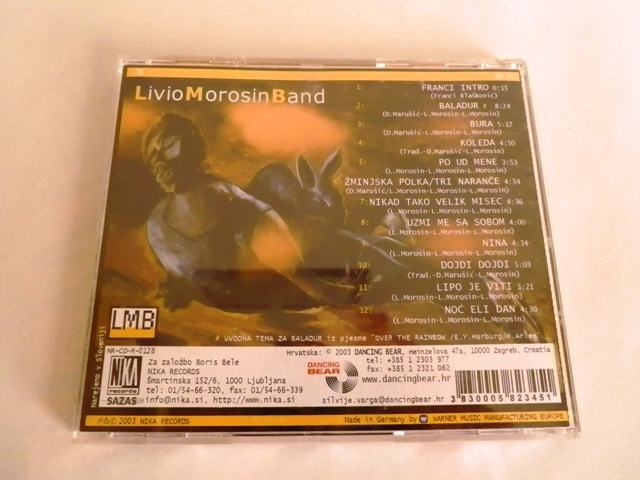 LivioMorosinBand
1: FRANCI INTRO 0:15
(Franci Blašković)
2: BALADUR # 8:24
(D.Marušić-L.Morosin-L.Morosin)
3: BURA 5:17
(D.Marušić-L.Morosin-L.Morosin)
4: KOLEDA 4:50
(Trad.-D.Marušić-L.Morosin)
5: PO UD MENE 3:53
(L.Morosin-L.Morosin-L.Morosin)
6: ŽMINJSKA POLKA/TRI NARANČE 4:34
(D.Marušić/L.Morosin-L.Morosin-L.Morosin)
7: NIKAD TAKO VELIK MISEC 4:36
(L.Morosin-L.Morosin-L.Morosin)
8: UZMI ME SA SOBOM 4:00
(L.Morosin-L.Morosin-L.Morosin)
9: NINA 4:34
(L.Morosin-L.Morosin-L.Morosin)
10: DOJDI DOJDI 5:03
(Trad.-D.Marušić-L.Morosin)
11: LIPO JE VITI 3:21
(L.Morosin-L.Morosin-L.Morosin)
12: NOĆ ELI DAN 4:30
(L.Morosin-L.Morosin-L.Morosin)
LMB
# UVODNA TEMA ZA BALADUR iz pjesme "OVER THE RAINBOW /E.Y.Harburg/H.Arlen
Narejeno v sloveniji
NR-CD-R-0128
NIKA
records
SAZAS
Za založbo Boris Bele
NIKA RECORDS
Šmartinska 152/6, 1000 Ljubljana
tel: 01/54-66-320. fax: 01/54-66-339
info@nika.si, http://www.nika.si
Hrvatska: © 2003 DANCING BEAR, Heinzelova 47a, 10000 Zagreb, Croatia
DANCING
BEAR
tel: +385 1 2303 977
fax: +385 1 2321 062
www.dancingbear.hr
silvije.varga@dancingbear.hr
3 830005 823451
℗&© 2003 NIKA RECORDS
Made in Germany by WARNER MUSIC MANUFACTURING EUROPE